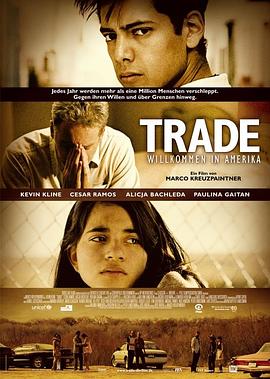 Jedes Jahr werden mehr als eine Million Menschen verschleppt.
Gegen ihren Willen und über Grenzen hinweg.
TRADE
WILLKOMMEN IN AMERIKA
KEVIN KLINE CESAR RAMOS ALICJA BACHLEDA PAULINA GAITAN
Ein Film von
MARCO KREUZPAINTNER
unicef